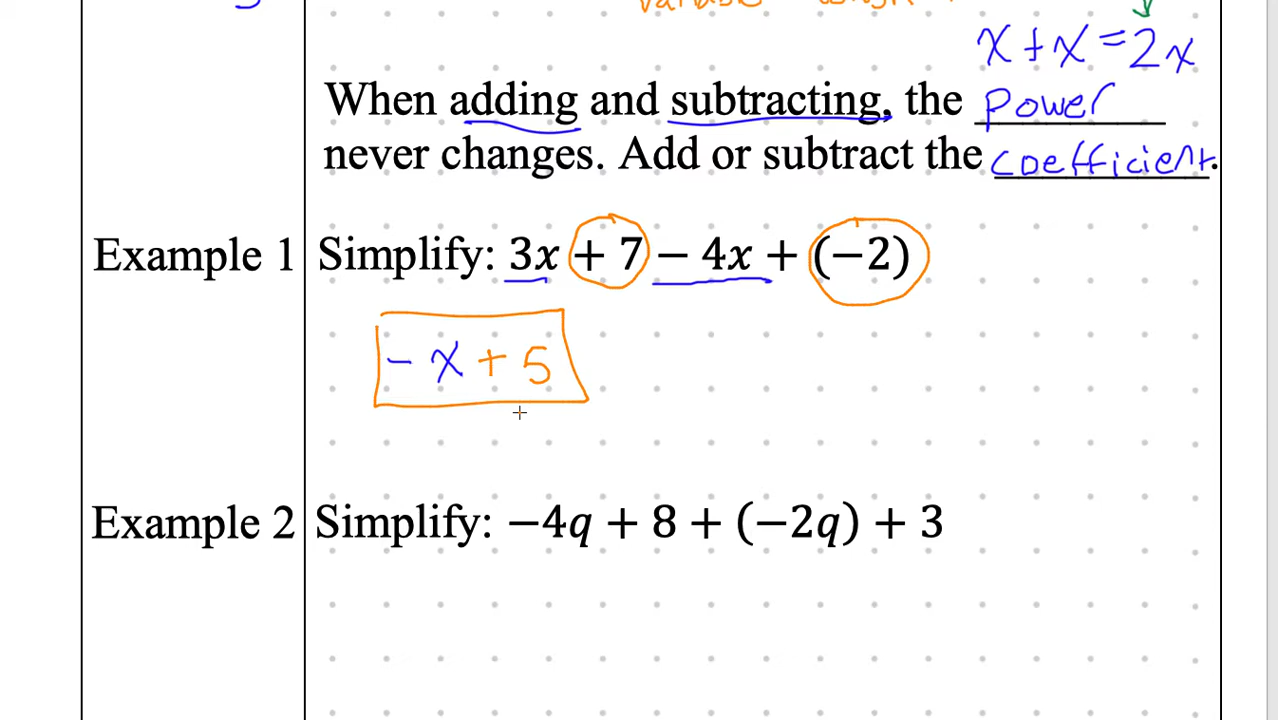 x + x = 2x
When adding and subtracting, the power
never changes. Add or subtract the coefficient.
Example 1 Simplify: 3x + 7 − 4x + (−2)
- x + 5
Example 2 Simplify: −4q + 8 + (−2q) + 3